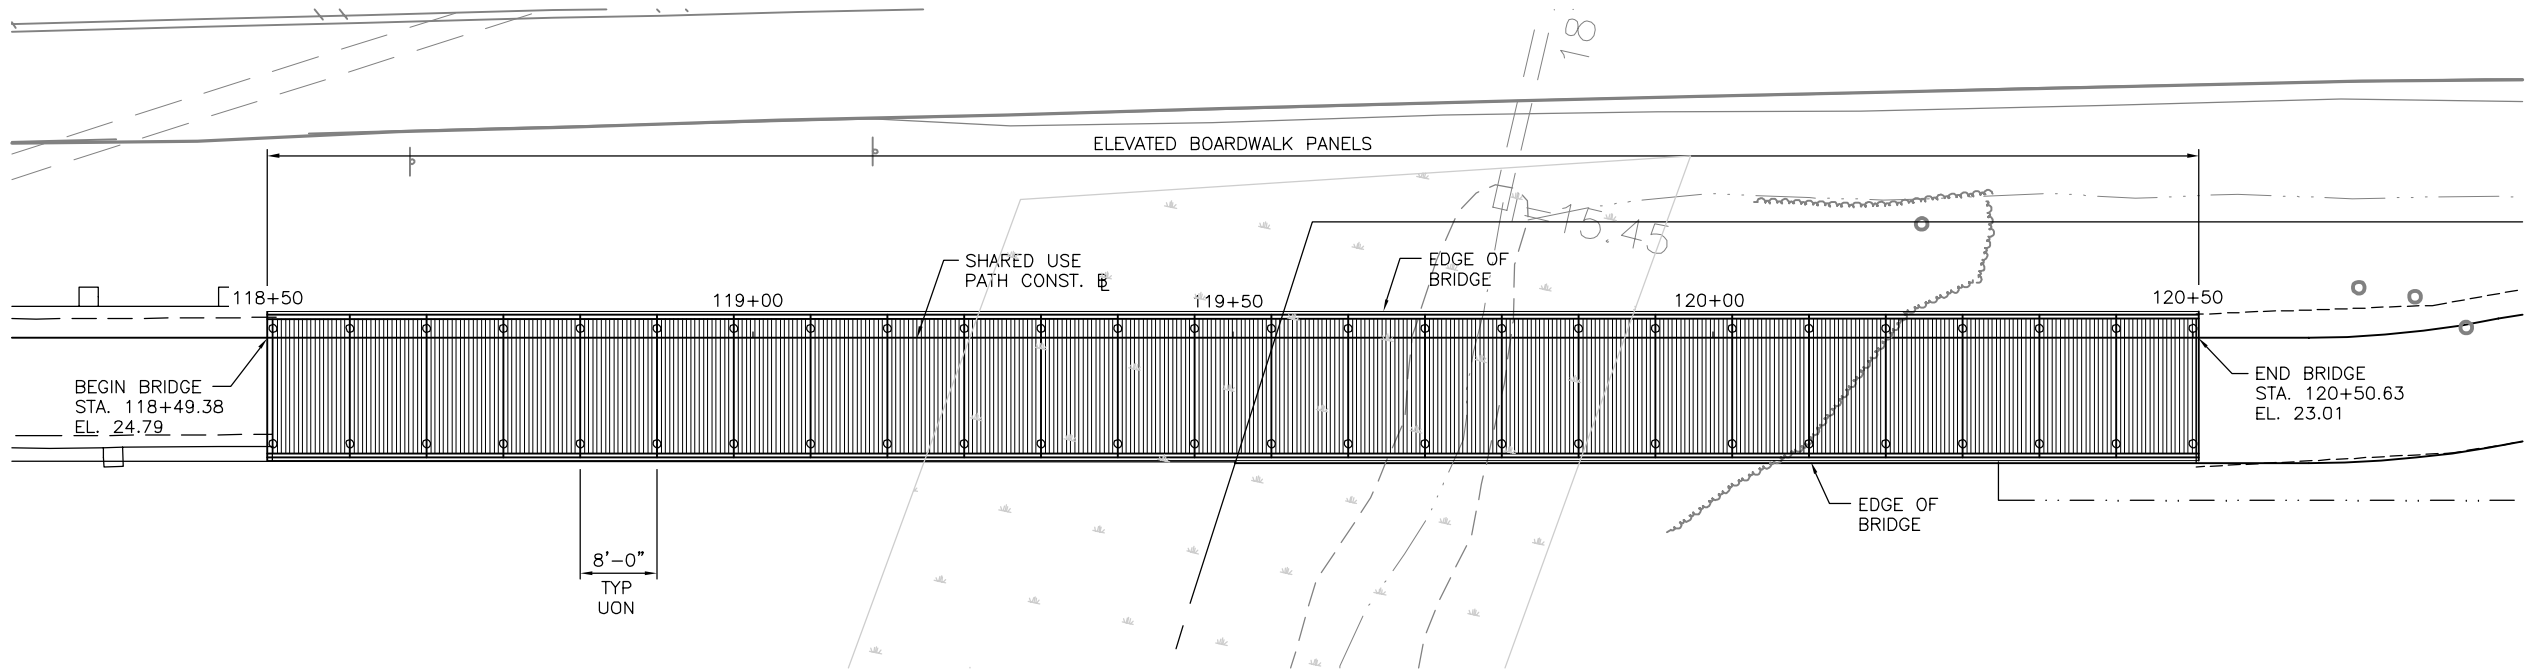 18
ELEVATED BOARDWALK PANELS
15.45
SHARED USE
PATH CONST. ℄
EDGE OF
BRIDGE
118+50
119+00
119+50
120+00
120+50
BEGIN BRIDGE
STA. 118+49.38
EL. 24.79
END BRIDGE
STA. 120+50.63
EL. 23.01
EDGE OF
BRIDGE
8'-0"
TYP
UON